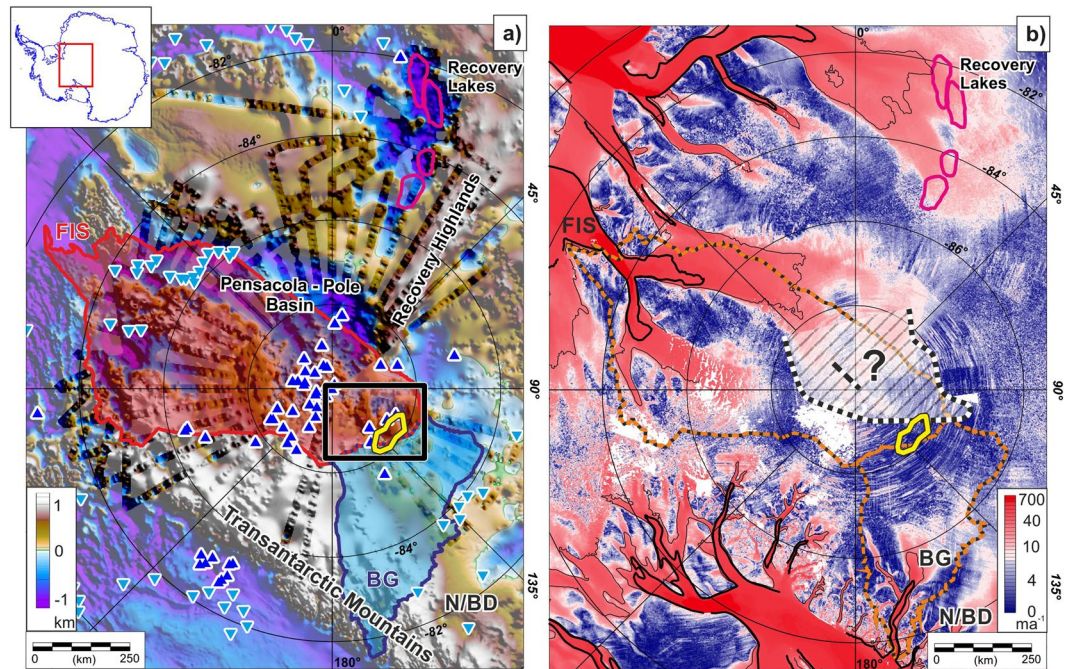 a)
0°
-82°
Recovery
Lakes
-84°
45°
FIS
Pensacola - Pole
Basin
Recovery Highlands
90°
1
0
-1
km
Transantarctic Mountains
BG
-84°
N/BD
-82°
135°
0
(km)
250
180°
b)
0°
Recovery
Lakes
-82°
-84°
45°
FIS
-86°
?
90°
700
40
10
4
0
ma⁻¹
BG
N/BD
135°
0
(km)
250
180°